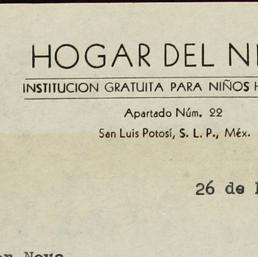 HOGAR DEL
INSTITUCION GRATUITA PARA NIÑOS
Apartado Núm. 22
San Luis Potosí, S. L. P., Méx.
26 de